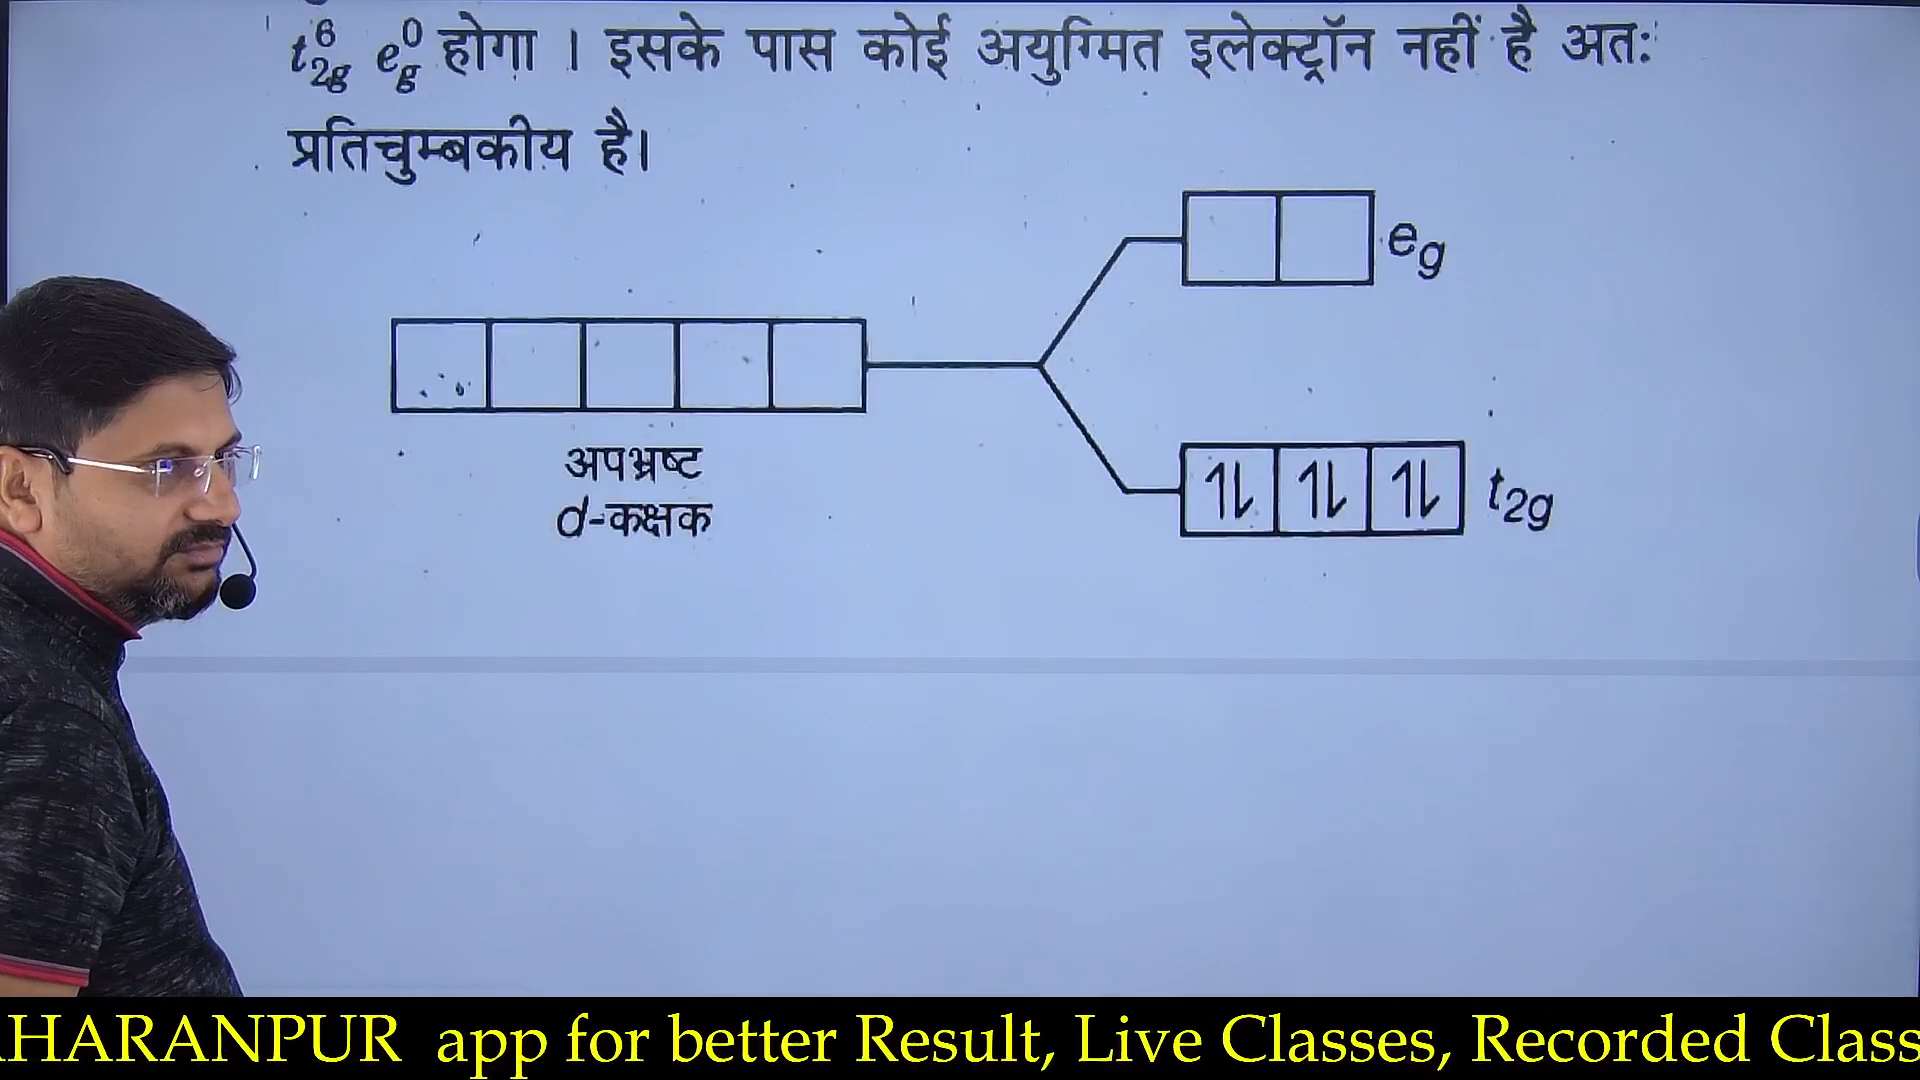 t₂g⁶ e_g⁰ होगा । इसके पास कोई अयुग्मित इलेक्ट्रॉन नहीं है अतः
प्रतिचुम्बकीय है।
e_g
अपभ्रष्ट
d-कक्षक
⥮ ⥮ ⥮ t₂g
HARANPUR app for better Result, Live Classes, Recorded Class